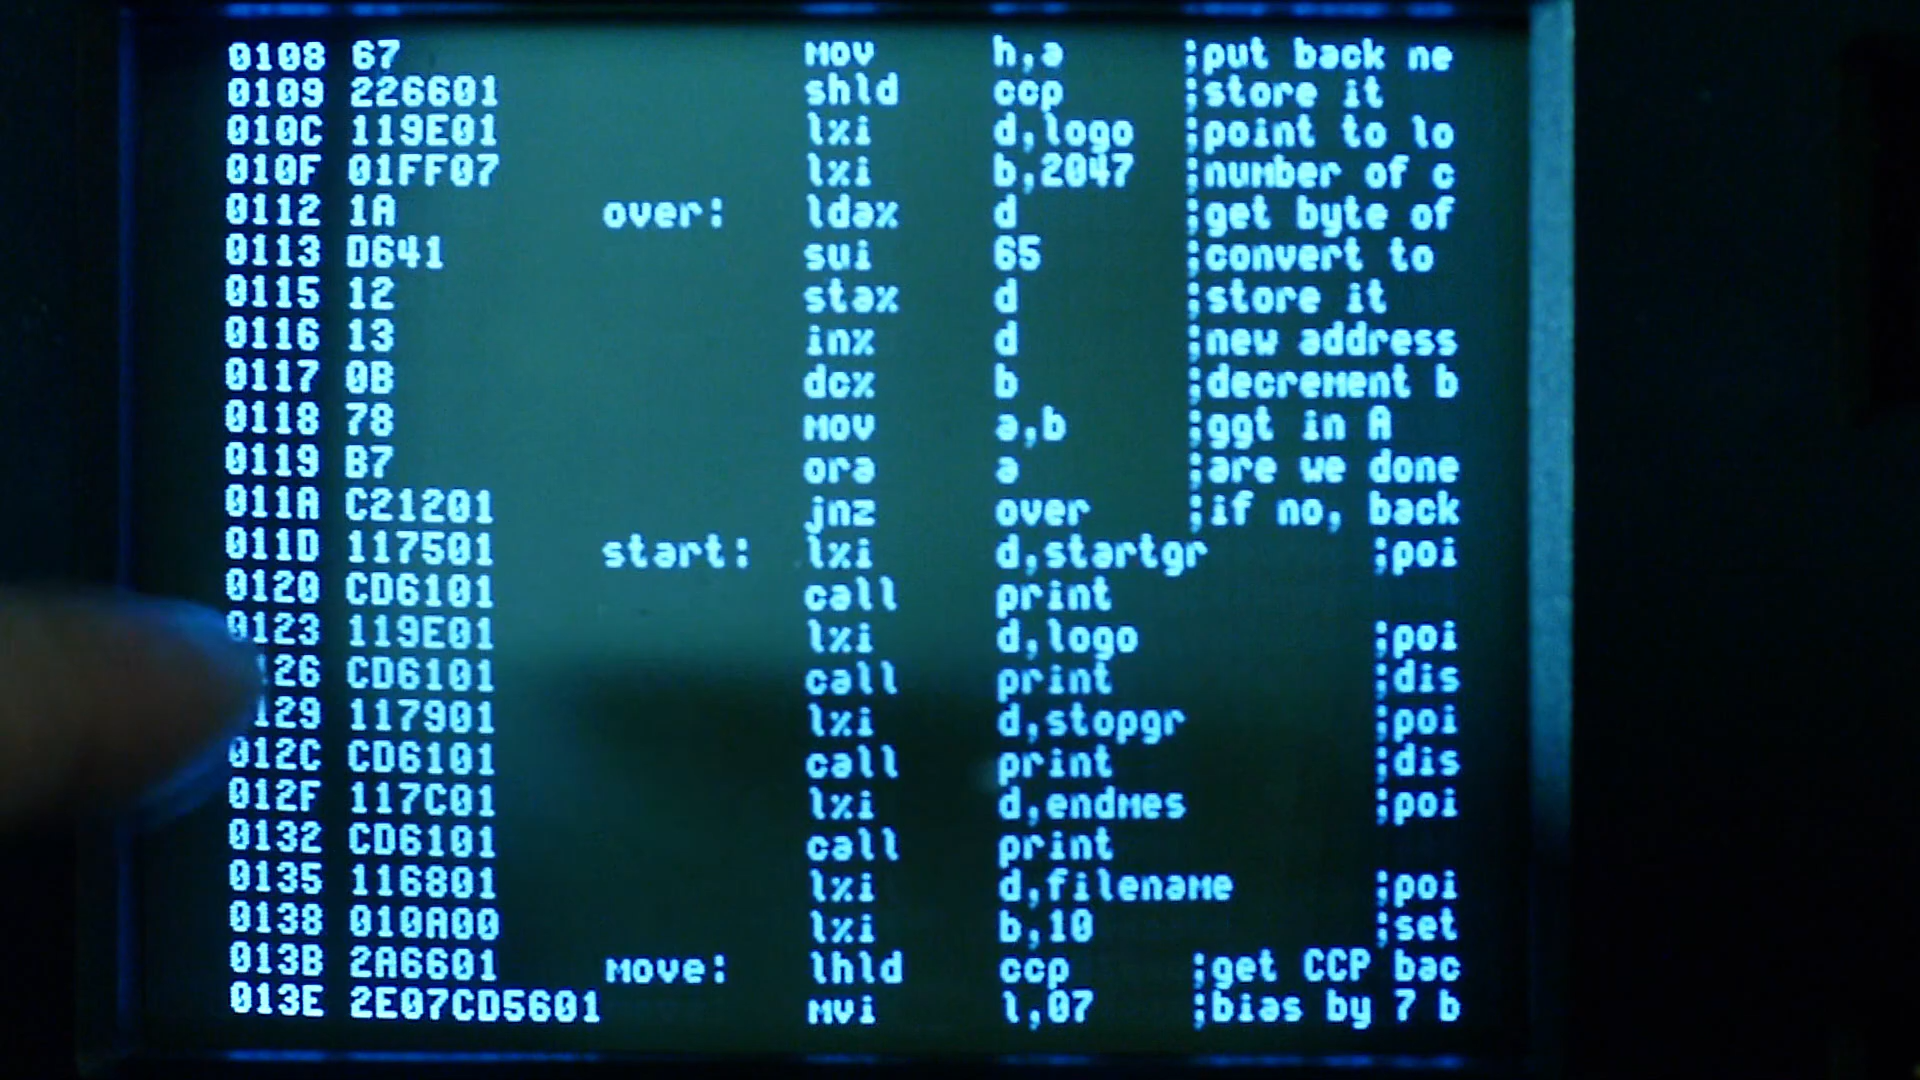 0108 67 mov h,a ;put back ne
0109 226601 shld ccp ;store it
010C 119E01 lxi d,logo ;point to lo
010F 01FF07 lxi b,2047 ;number of c
0112 1A over: ldax d ;get byte of
0113 D641 sui 65 ;convert to
0115 12 stax d ;store it
0116 13 inx d ;new address
0117 0B dcx b ;decrement b
0118 78 mov a,b ;ggt in A
0119 B7 ora a ;are we done
011A C21201 jnz over ;if no, back
011D 117501 start: lxi d,startgr ;poi
0120 CD6101 call print
0123 119E01 lxi d,logo ;poi
126 CD6101 call print ;dis
129 117901 lxi d,stopgr ;poi
012C CD6101 call print ;dis
012F 117C01 lxi d,endmes ;poi
0132 CD6101 call print
0135 116801 lxi d,filename ;poi
0138 010A00 lxi b,10 ;set
013B 2A6601 move: lhld ccp ;get CCP bac
013E 2E07CD5601 mvi l,07 ;bias by 7 b